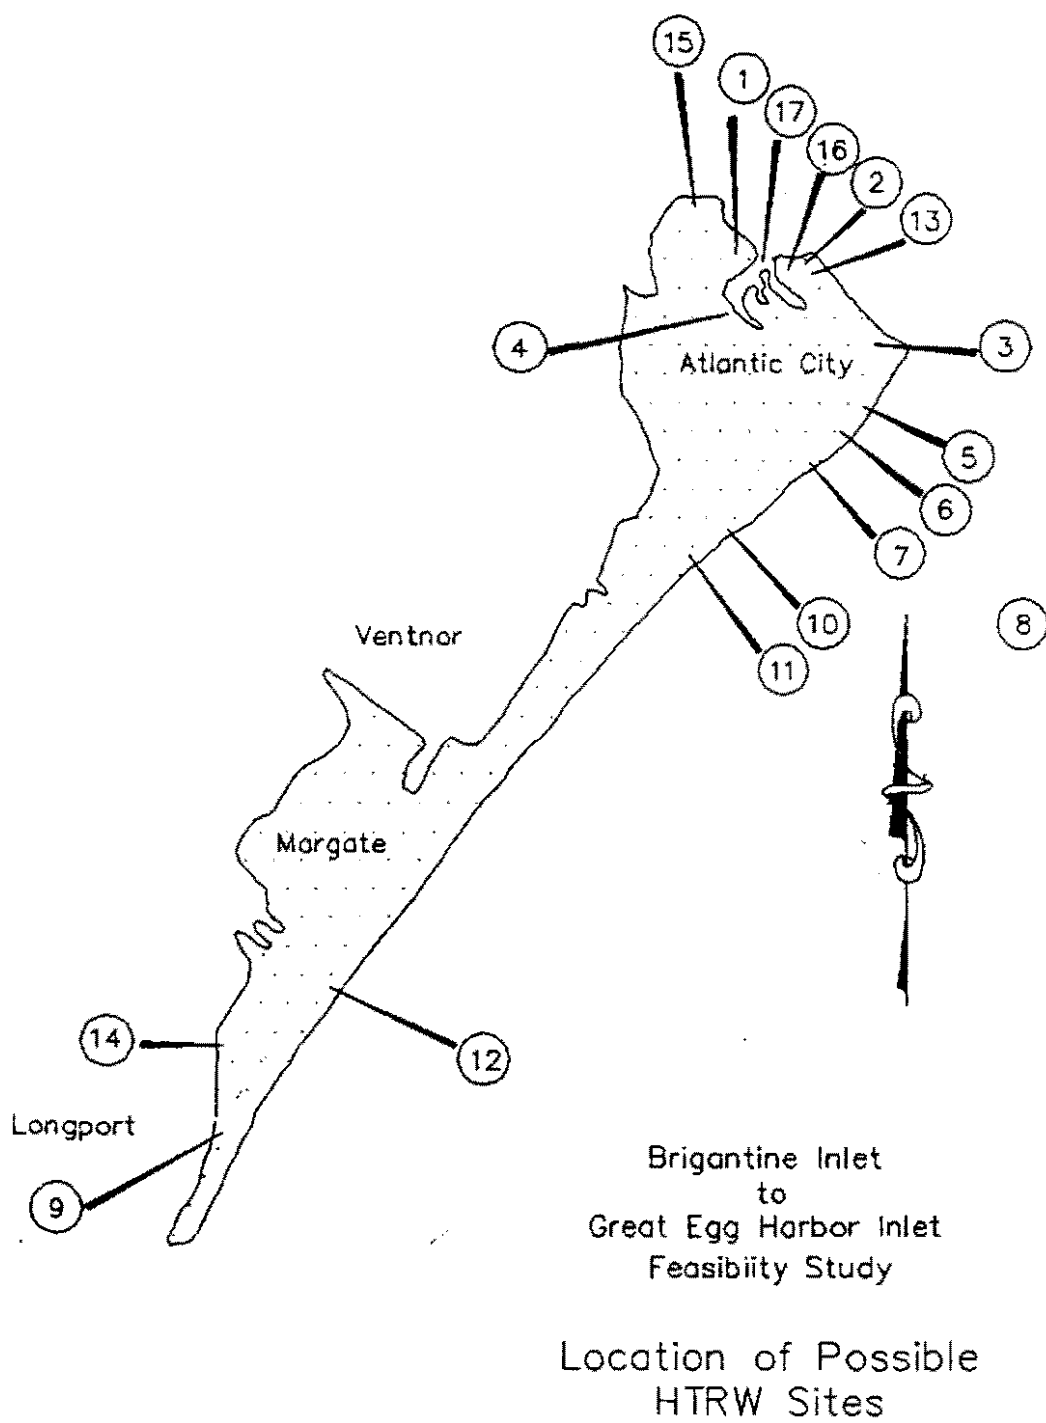 15
1
17
16
2
13
4
3
Atlantic City
5
6
7
10
8
11
Ventnor
Margate
14
12
Longport
9
Brigantine Inlet
to
Great Egg Harbor Inlet
Feasibiity Study
Location of Possible
HTRW Sites